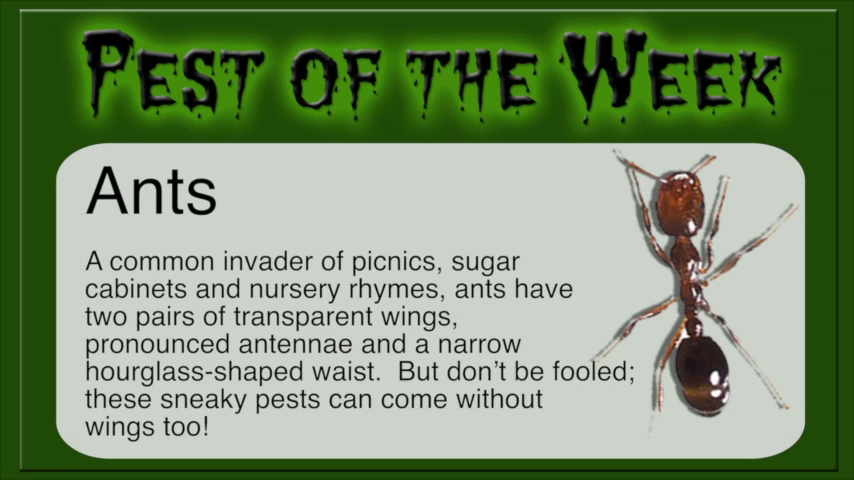 Pest of the Week
Ants
A common invader of picnics, sugar
cabinets and nursery rhymes, ants have
two pairs of transparent wings,
pronounced antennae and a narrow
hourglass-shaped waist.  But don’t be fooled;
these sneaky pests can come without
wings too!